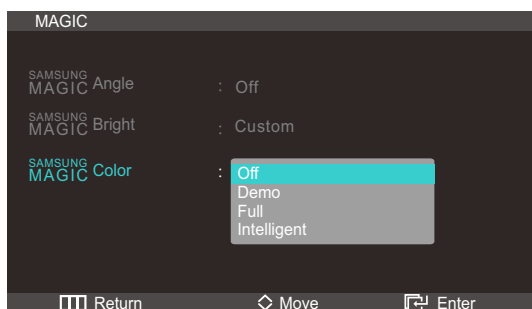 MAGIC
SAMSUNG
MAGIC Angle : Off
SAMSUNG
MAGIC Bright : Custom
SAMSUNG
MAGIC Color : Off
Demo
Full
Intelligent
Return Move Enter